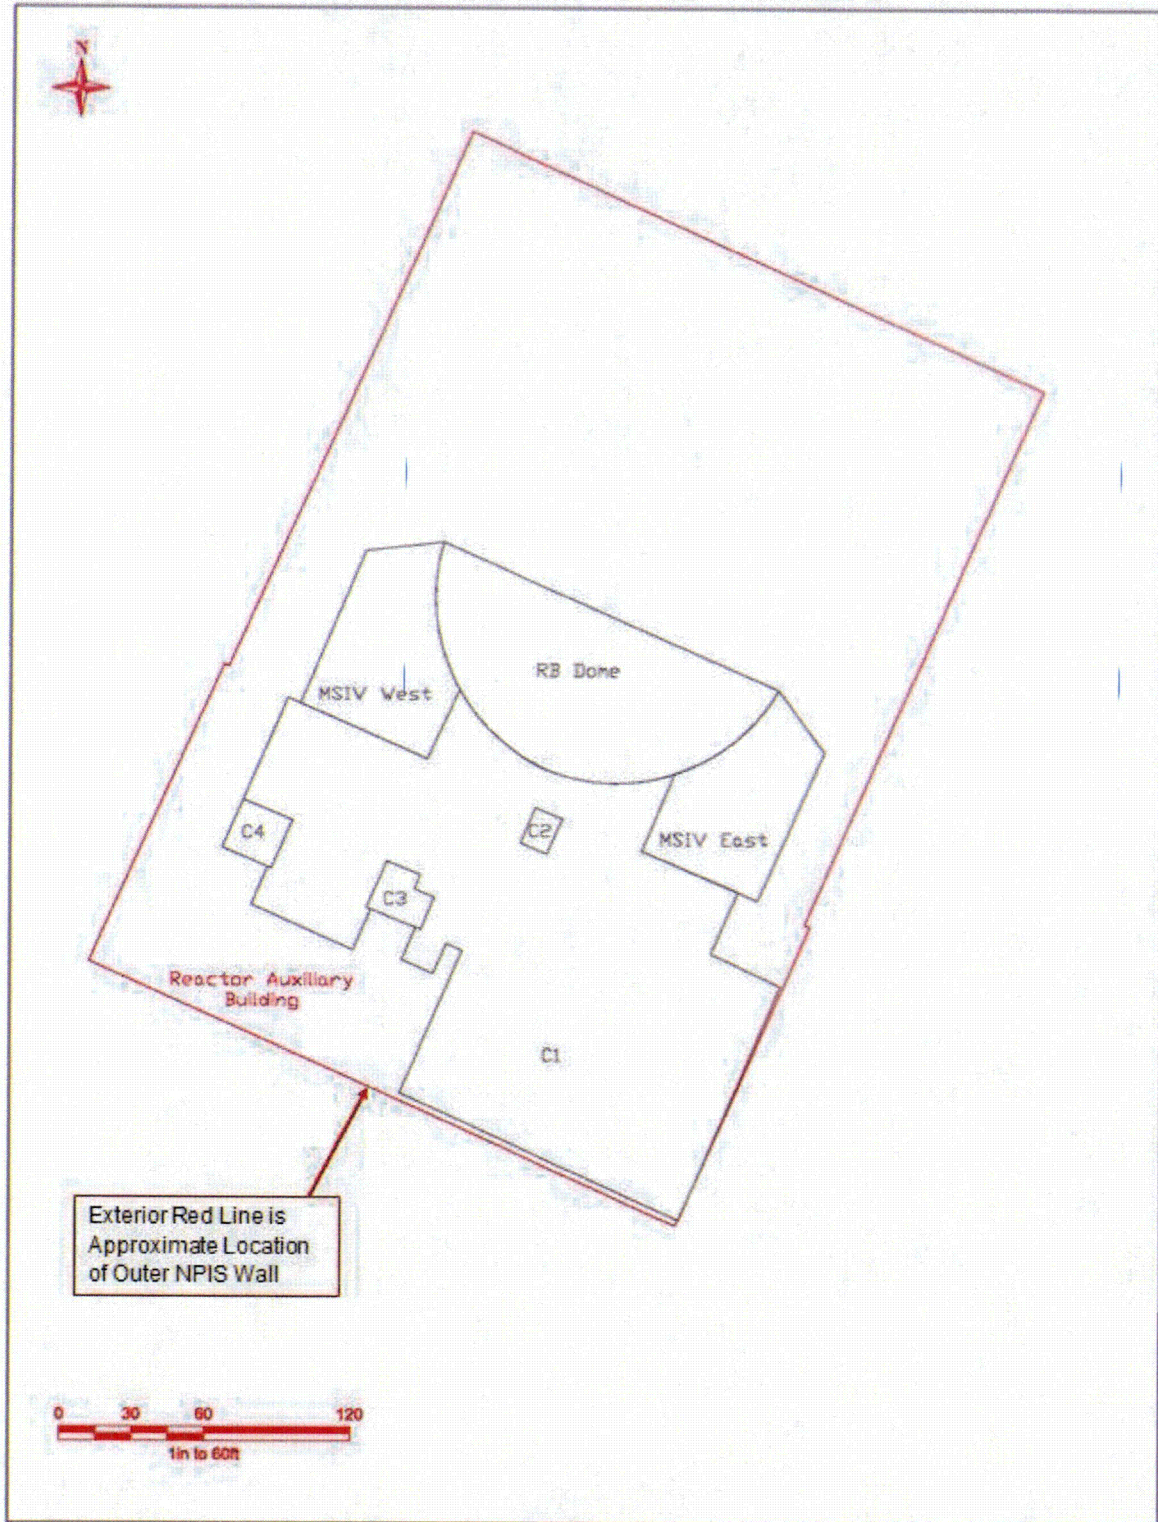 N
RB Dome
MSIV West
C2
C4
MSIV East
C3
Reactor Auxiliary
Building
C1
Exterior Red Line is
Approximate Location
of Outer NPIS Wall
0 30 60 120
1in to 60ft